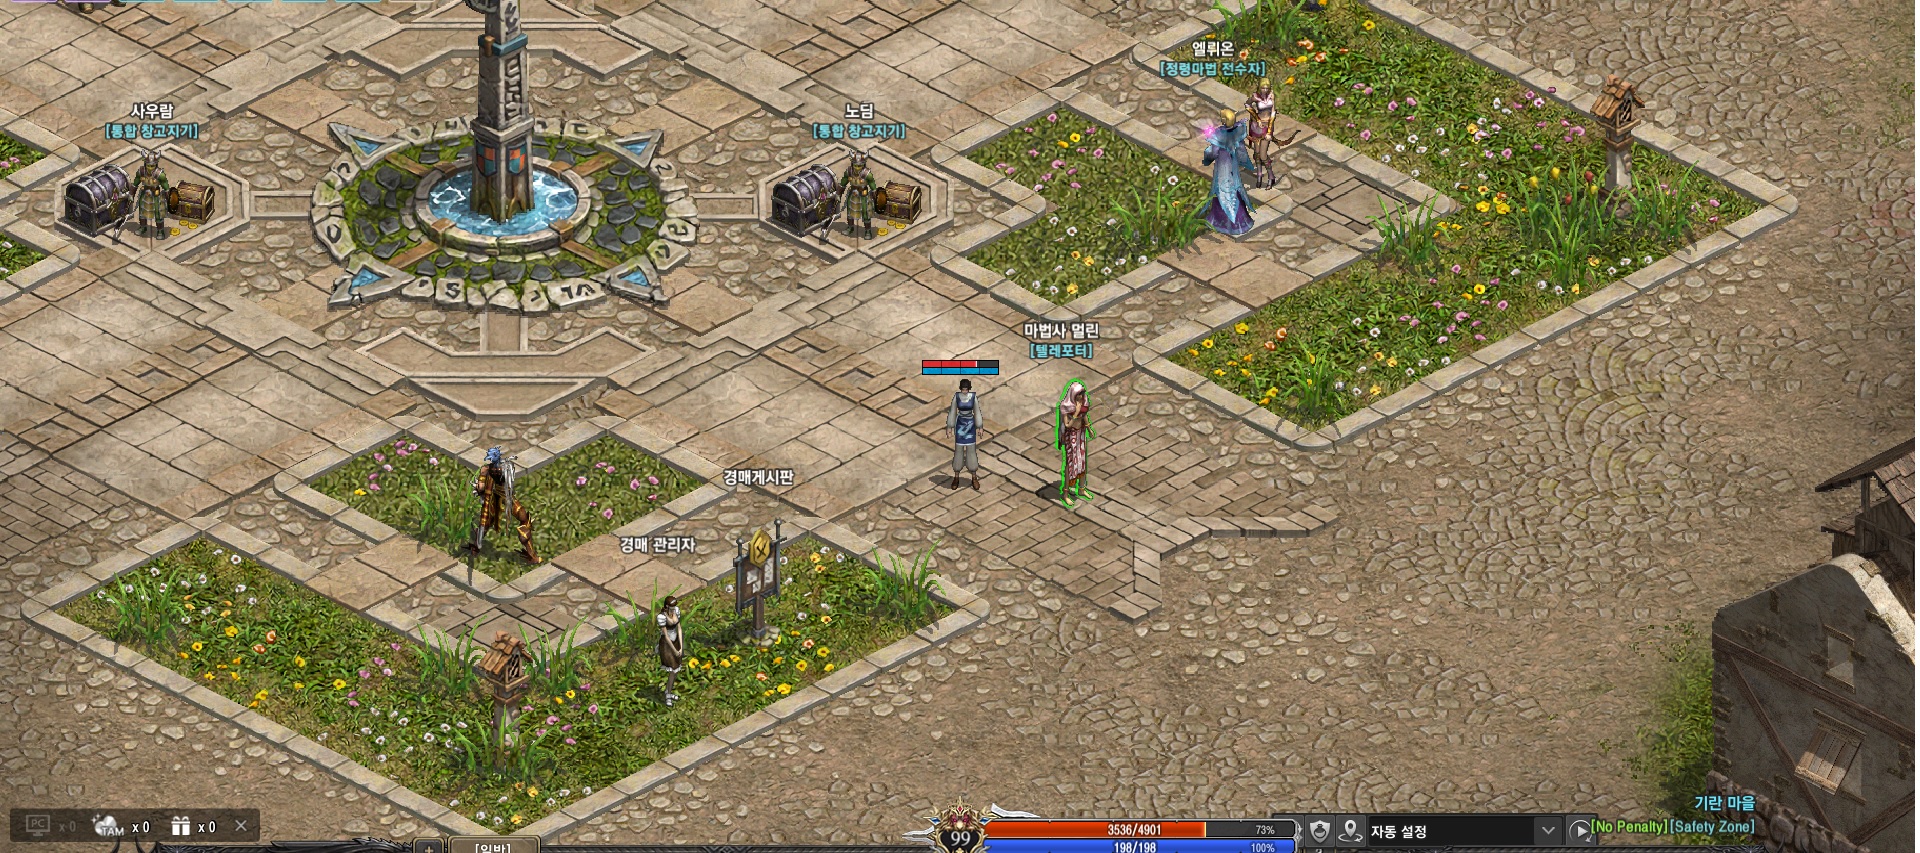 엘뤼온
[정령마법 전수자]
사우람
[통합 창고지기]
노딤
[통합 창고지기]
마법사 멀린
[텔레포터]
경매게시판
경매 관리자
기란 마을
[No Penalty][Safety Zone]
PC x 0 TAM x 0 x 0
99
3536/4901 73%
198/198 100%
자동 설정
[일반]